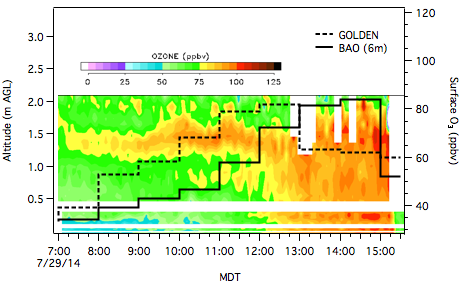 OZONE (ppbv)
0 25 50 75 100 125
GOLDEN
BAO (6m)
Altitude (m AGL)
3.0
2.5
2.0
1.5
1.0
0.5
Surface O3 (ppbv)
120
100
80
60
40
7:00 8:00 9:00 10:00 11:00 12:00 13:00 14:00 15:00
7/29/14
MDT